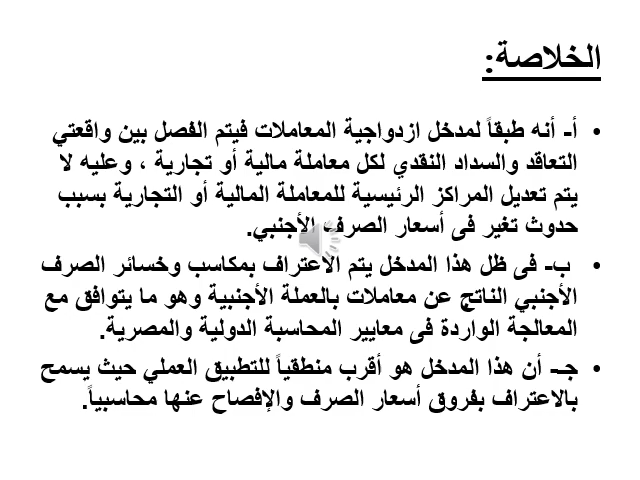 الخلاصة:
• أ- أنه طبقاً لمدخل ازدواجية المعاملات فيتم الفصل بين واقعتي
التعاقد والسداد النقدي لكل معاملة مالية أو تجارية ، وعليه لا
يتم تعديل المراكز الرئيسية للمعاملة المالية أو التجارية بسبب
حدوث تغير فى أسعار الصرف الأجنبي.
• ب- فى ظل هذا المدخل يتم الاعتراف بمكاسب وخسائر الصرف
الأجنبي الناتج عن معاملات بالعملة الأجنبية وهو ما يتوافق مع
المعالجة الواردة فى معايير المحاسبة الدولية والمصرية.
• جـ- أن هذا المدخل هو أقرب منطقياً للتطبيق العملي حيث يسمح
بالاعتراف بفروق أسعار الصرف والإفصاح عنها محاسبياً.